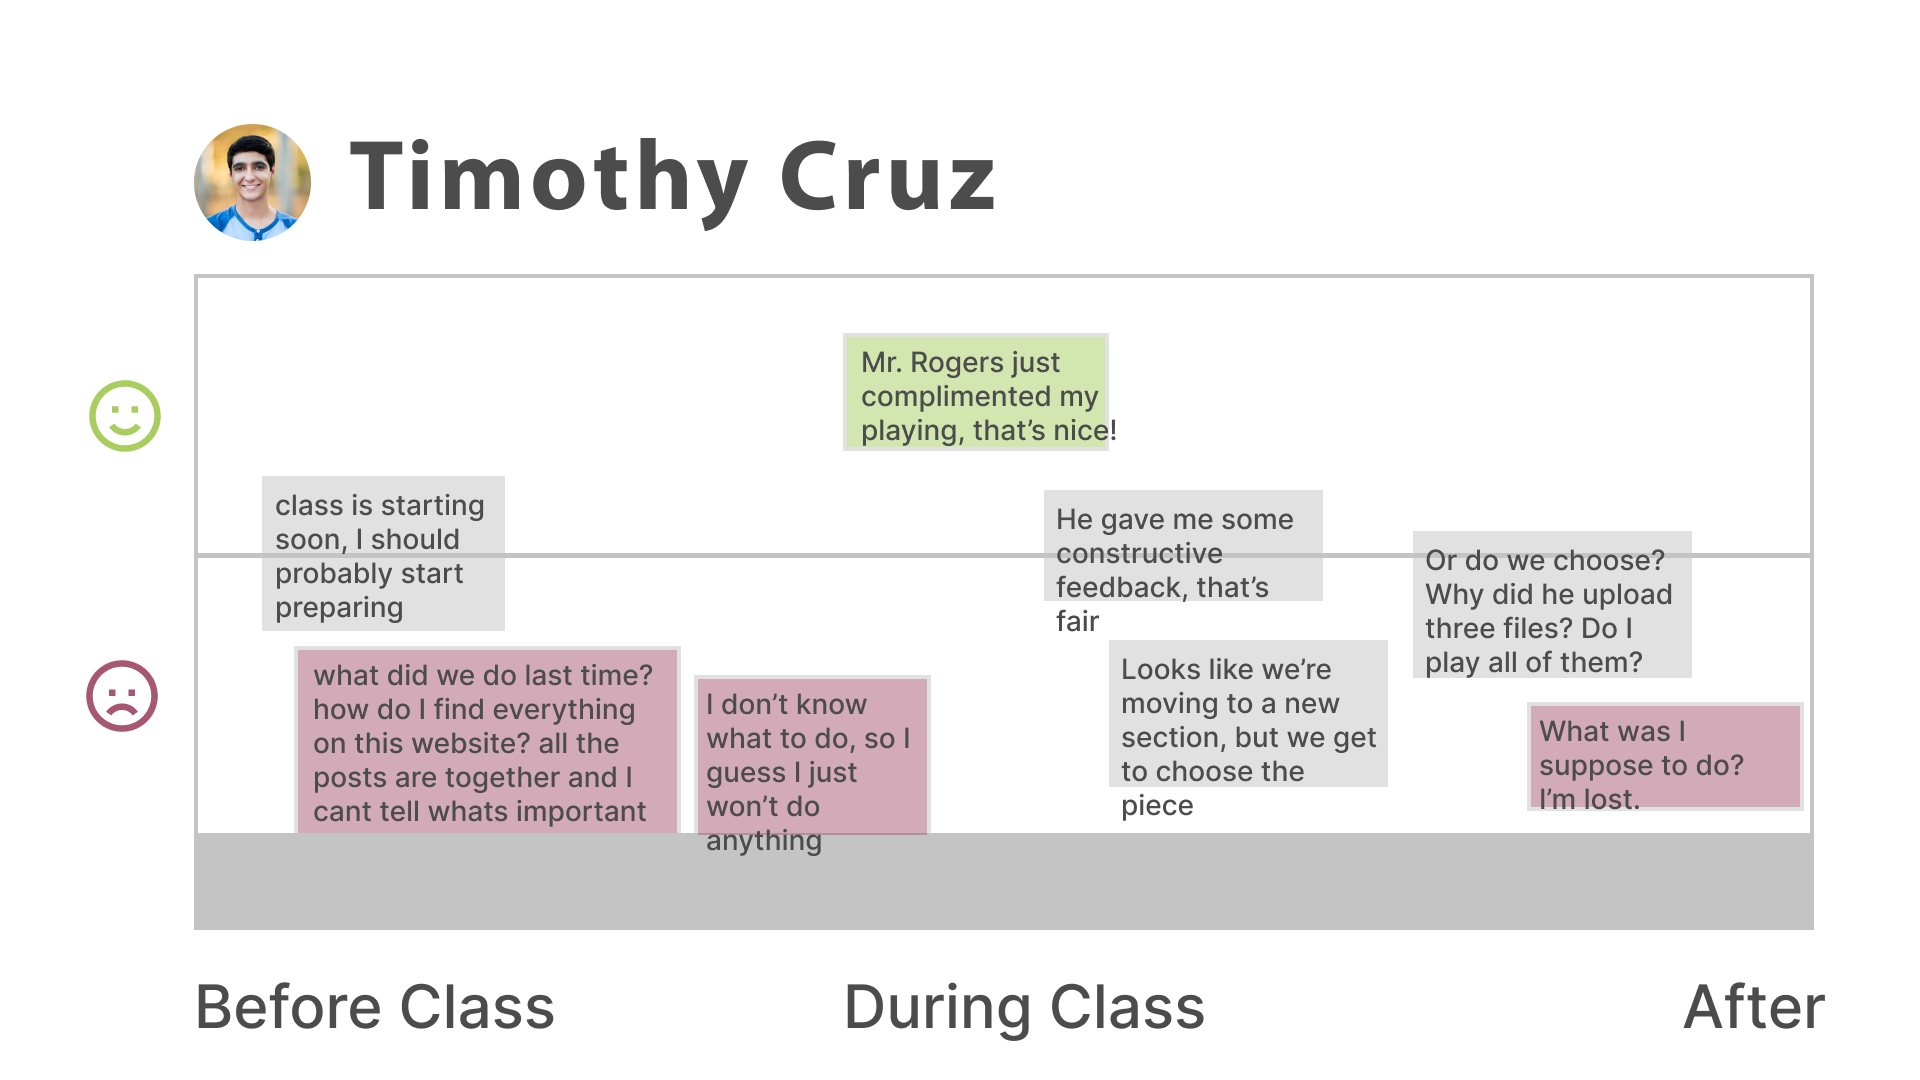 Timothy Cruz
Mr. Rogers just
complimented my
playing, that’s nice!
class is starting
soon, I should
probably start
preparing
He gave me some
constructive
feedback, that’s
fair
Or do we choose?
Why did he upload
three files? Do I
play all of them?
what did we do last time?
how do I find everything
on this website? all the
posts are together and I
cant tell whats important
I don’t know
what to do, so I
guess I just
won’t do
anything
Looks like we’re
moving to a new
section, but we get
to choose the
piece
What was I
suppose to do?
I’m lost.
Before Class
During Class
After